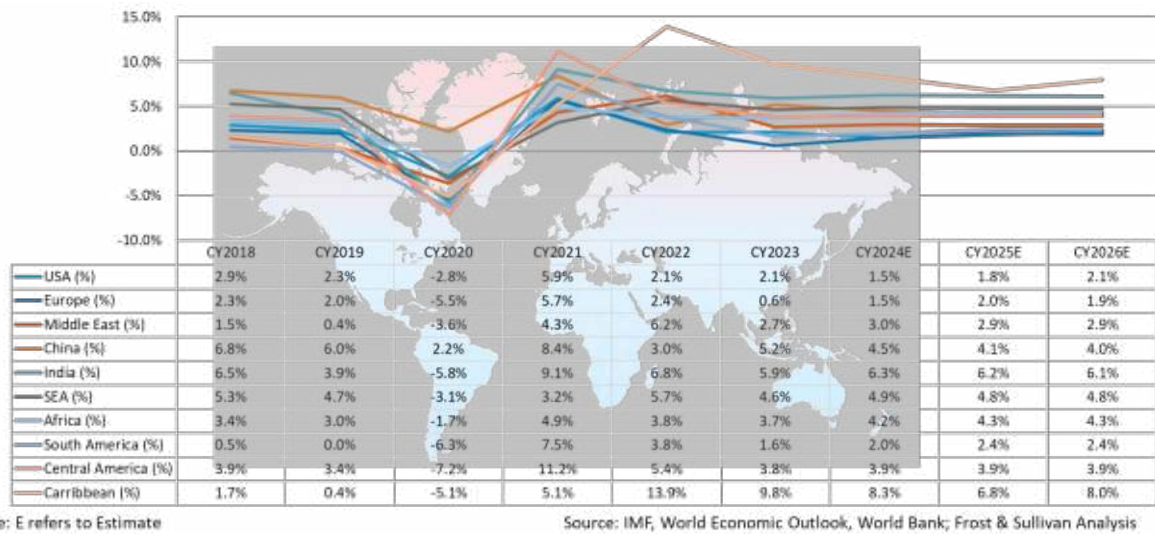 15.0%
10.0%
5.0%
0.0%
-5.0%
-10.0%
CY2018 CY2019 CY2020 CY2021 CY2022 CY2023 CY2024E CY2025E CY2026E
USA (%) 2.9% 2.3% -2.8% 5.9% 2.1% 2.1% 1.5% 1.8% 2.1%
Europe (%) 2.3% 2.0% -5.5% 5.7% 2.4% 0.6% 1.5% 2.0% 1.9%
Middle East (%) 1.5% 0.4% -3.6% 4.3% 6.2% 2.7% 3.0% 2.9% 2.9%
China (%) 6.8% 6.0% 2.2% 8.4% 3.0% 5.2% 4.5% 4.1% 4.0%
India (%) 6.5% 3.9% -5.8% 9.1% 6.8% 5.9% 6.3% 6.2% 6.1%
SEA (%) 5.3% 4.7% -3.1% 3.2% 5.7% 4.6% 4.9% 4.8% 4.8%
Africa (%) 3.4% 3.0% -1.7% 4.9% 3.8% 3.7% 4.2% 4.3% 4.3%
South America (%) 0.5% 0.0% -6.3% 7.5% 3.8% 1.6% 2.0% 2.4% 2.4%
Central America (%) 3.9% 3.4% -7.2% 11.2% 5.4% 3.8% 3.9% 3.9% 3.9%
Carribbean (%) 1.7% 0.4% -5.1% 5.1% 13.9% 9.8% 8.3% 6.8% 8.0%
e: E refers to Estimate Source: IMF, World Economic Outlook, World Bank; Frost & Sullivan Analysis